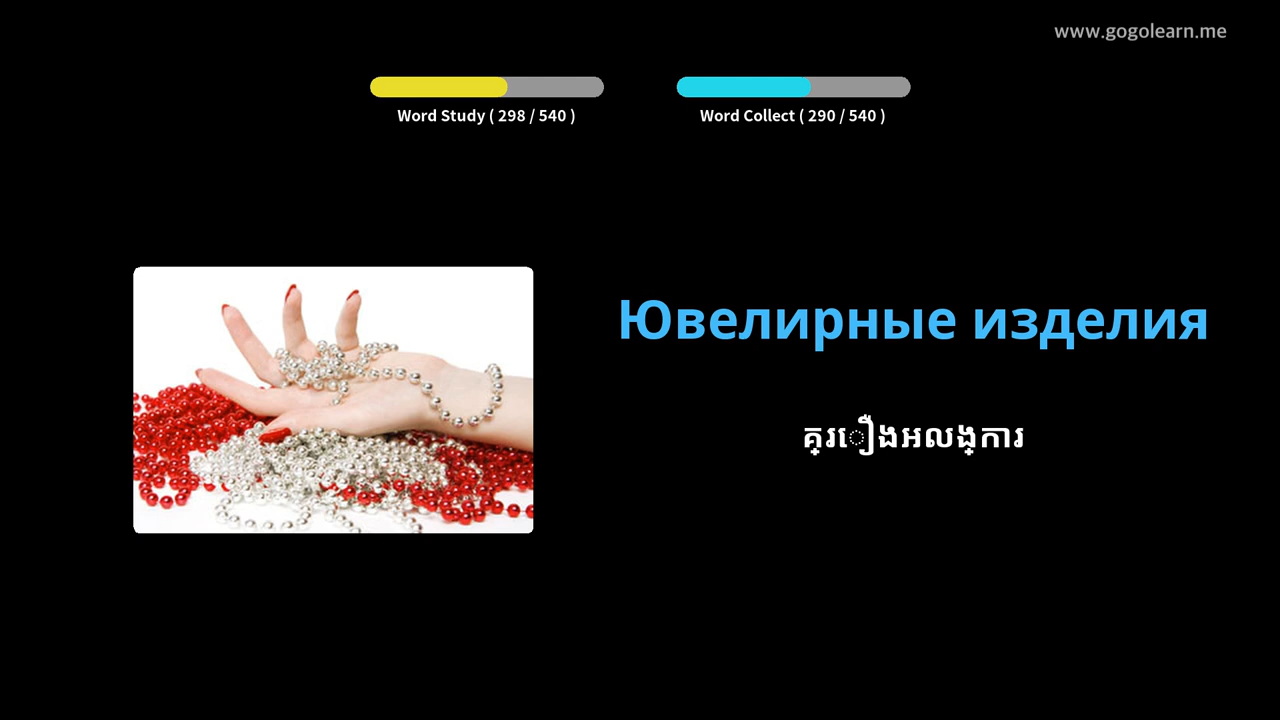 www.gogolearn.me
Word Study ( 298 / 540 )
Word Collect ( 290 / 540 )
Ювелирные изделия
គ្រឿងអលង្ការ